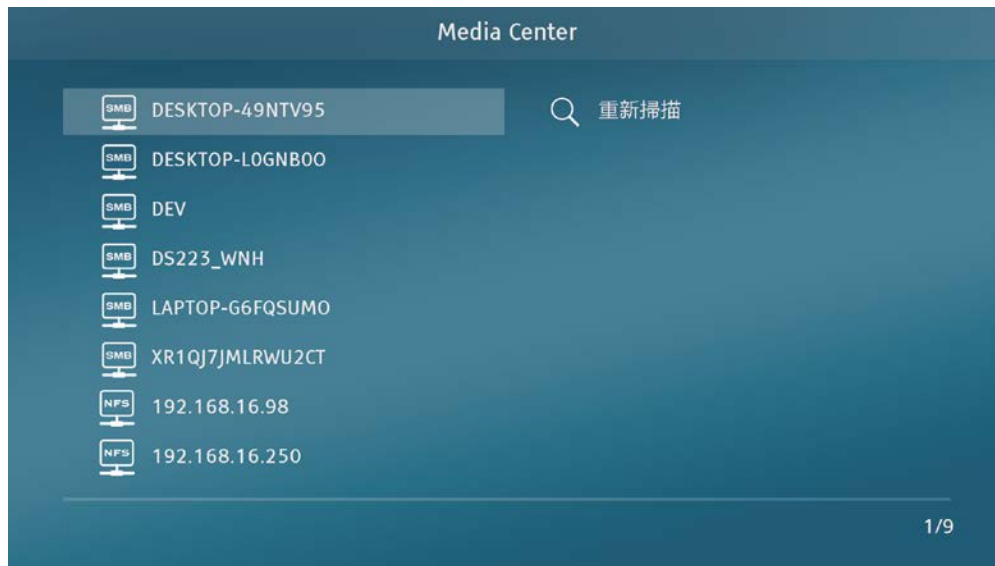 Media Center
SMB DESKTOP-49NTV95
SMB DESKTOP-L0GNB0O
SMB DEV
SMB DS223_WNH
SMB LAPTOP-G6FQSUMO
SMB XR1QJ7JMLRWU2CT
NFS 192.168.16.98
NFS 192.168.16.250
重新掃描
1/9